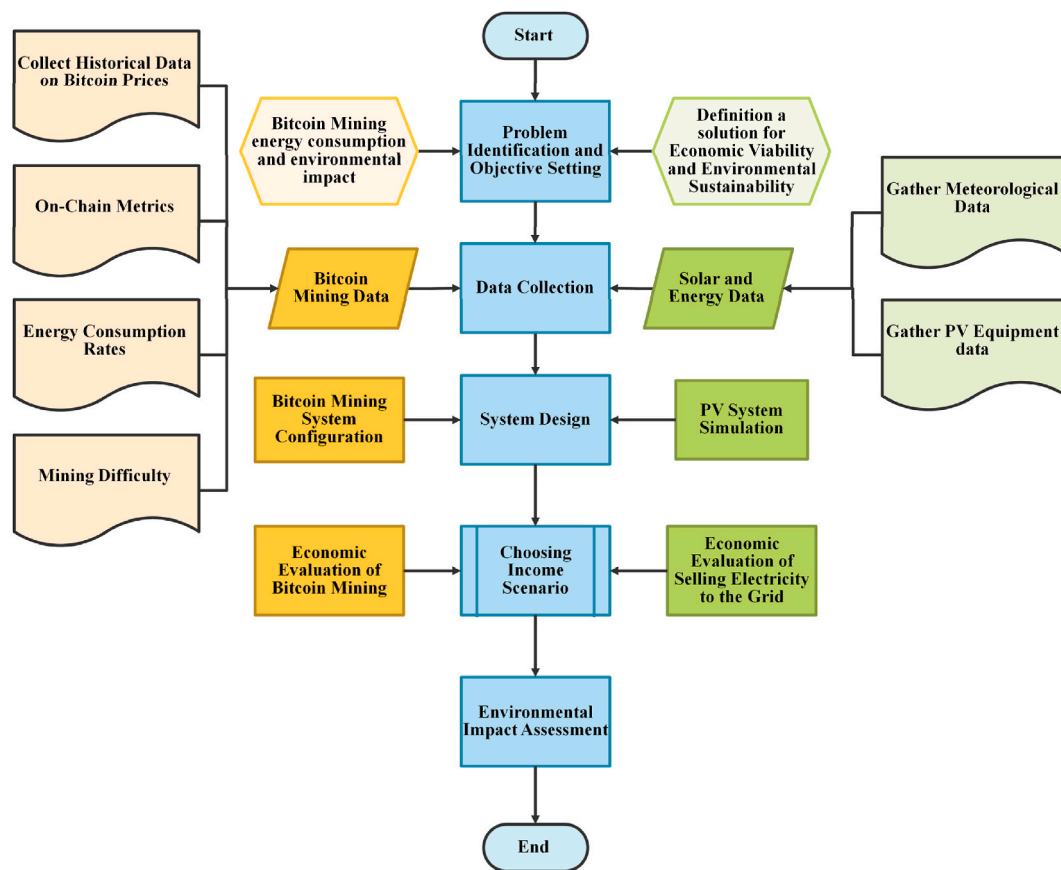 Start
Collect Historical Data
on Bitcoin Prices
Bitcoin Mining
energy consumption
and environmental
impact
Problem
Identification and
Objective Setting
Definition a
solution for
Economic Viability
and Environmental
Sustainability
On-Chain Metrics
Gather Meteorological
Data
Bitcoin
Mining Data
Data Collection
Solar and
Energy Data
Energy Consumption
Rates
Gather PV Equipment
data
Bitcoin Mining
System
Configuration
System Design
PV System
Simulation
Mining Difficulty
Economic
Evaluation of
Bitcoin Mining
Choosing
Income
Scenario
Economic
Evaluation of
Selling Electricity
to the Grid
Environmental
Impact Assessment
End